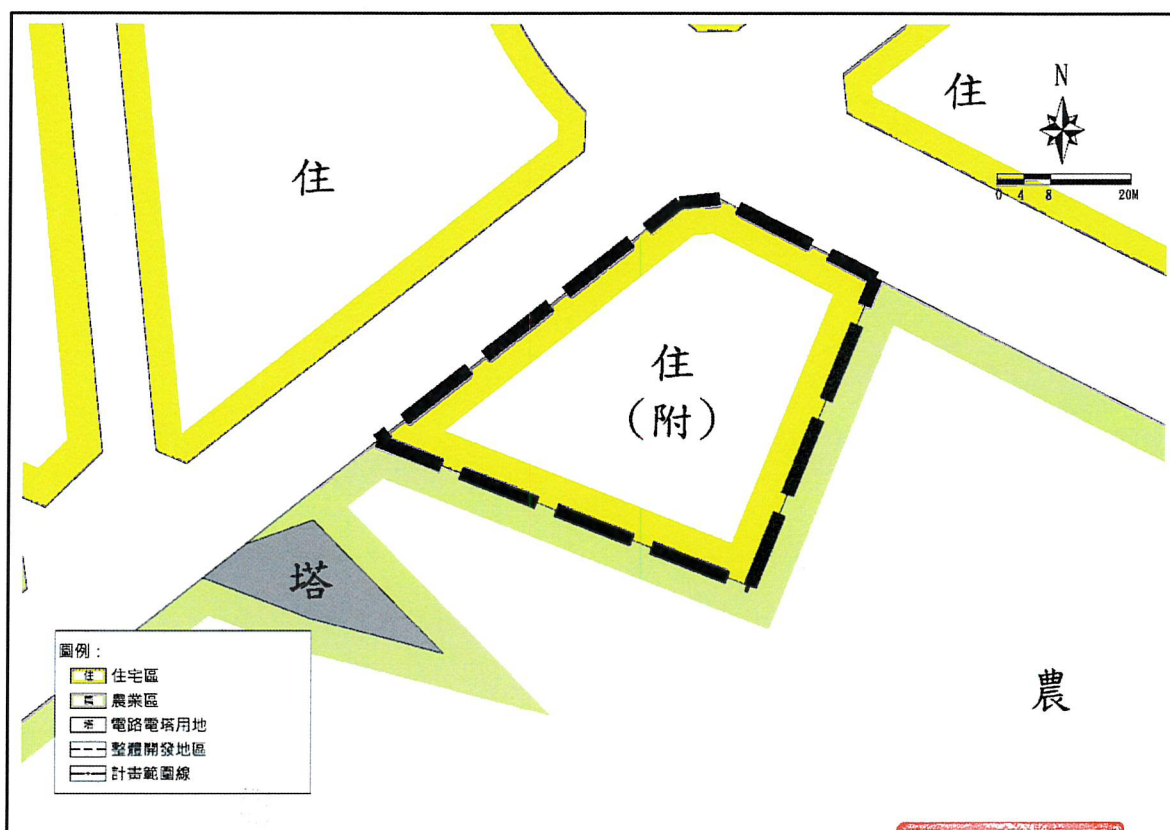 住
住
N
0 4 8 20M
住
(附)
塔
農
圖例：
住 住宅區
農 農業區
塔 電路電塔用地
整體開發地區
計畫範圍線